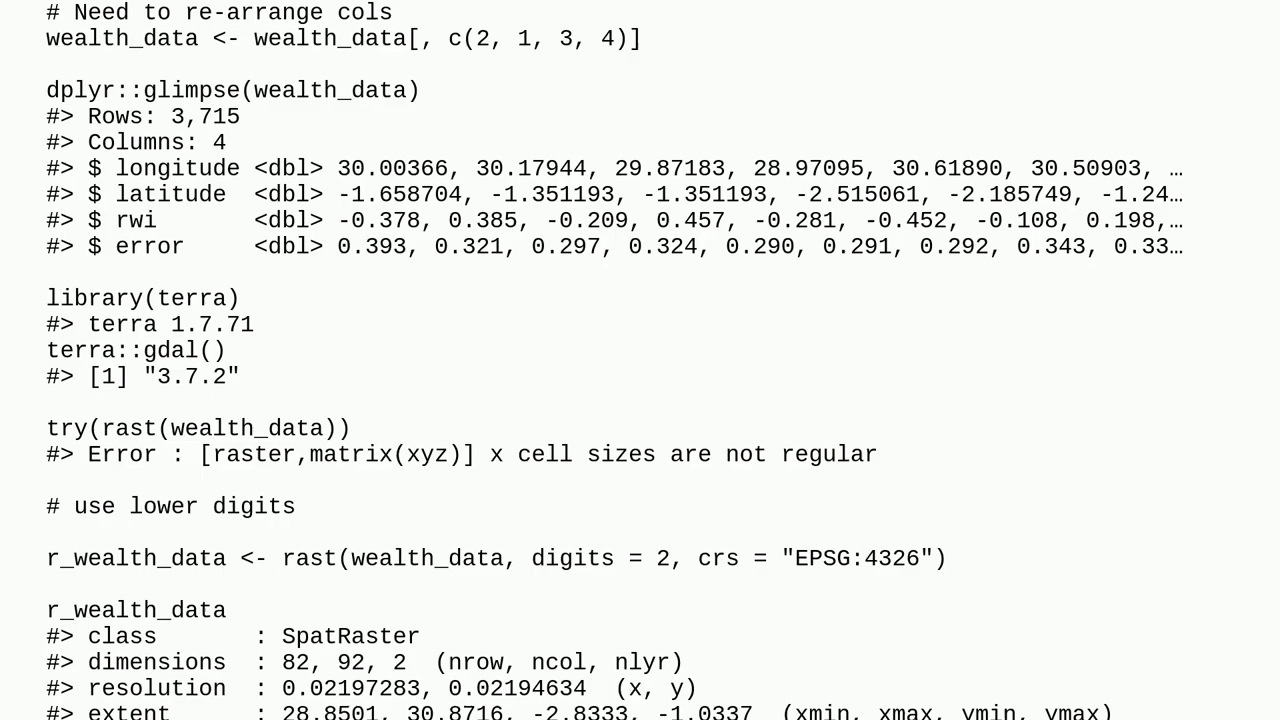 # Need to re-arrange cols
wealth_data <- wealth_data[, c(2, 1, 3, 4)]
dplyr::glimpse(wealth_data)
#> Rows: 3,715
#> Columns: 4
#> $ longitude <dbl> 30.00366, 30.17944, 29.87183, 28.97095, 30.61890, 30.50903, …
#> $ latitude  <dbl> -1.658704, -1.351193, -1.351193, -2.515061, -2.185749, -1.24…
#> $ rwi       <dbl> -0.378, 0.385, -0.209, 0.457, -0.281, -0.452, -0.108, 0.198,…
#> $ error     <dbl> 0.393, 0.321, 0.297, 0.324, 0.290, 0.291, 0.292, 0.343, 0.33…
library(terra)
#> terra 1.7.71
terra::gdal()
#> [1] "3.7.2"
try(rast(wealth_data))
#> Error : [raster,matrix(xyz)] x cell sizes are not regular
# use lower digits
r_wealth_data <- rast(wealth_data, digits = 2, crs = "EPSG:4326")
r_wealth_data
#> class       : SpatRaster
#> dimensions  : 82, 92, 2  (nrow, ncol, nlyr)
#> resolution  : 0.02197283, 0.02194634  (x, y)
#> extent      : 28.8501, 30.8716, -2.8333, -1.0337  (xmin, xmax, ymin, ymax)